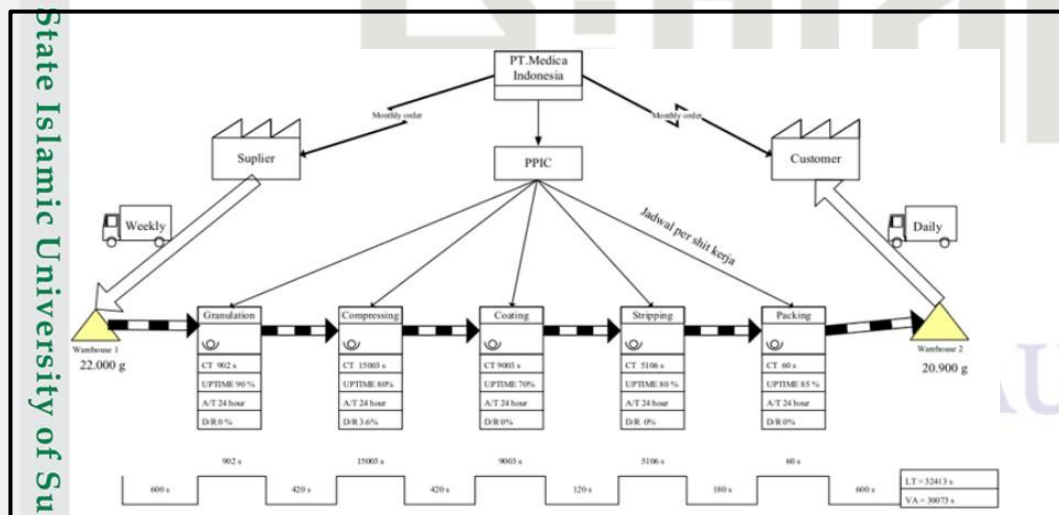 State Islamic University of Su
PT.Medica
Indonesia
Monthly order
Monthly order
Suplier
PPIC
Customer
Weekly
Jadwal per shit kerja
Daily
Granulation
Compressing
Coating
Stripping
Packing
Warehouse 1
22.000 g
Warehouse 2
20.900 g
CT 902 s
UPTIME 90 %
A/T 24 hour
D/R 0 %
CT 15003 s
UPTIME 80%
A/T 24 hour
D/R 3.6%
CT 9003 s
UPTIME 70%
A/T 24 hour
D/R 0%
CT 5106 s
UPTIME 80 %
A/T 24 hour
D/R 0%
CT 60 s
UPTIME 85 %
A/T 24 hour
D/R 0%
902 s
15003 s
9003 s
5106 s
60 s
600 s
420 s
420 s
120 s
180 s
600 s
LT = 32413 s
VA = 30073 s